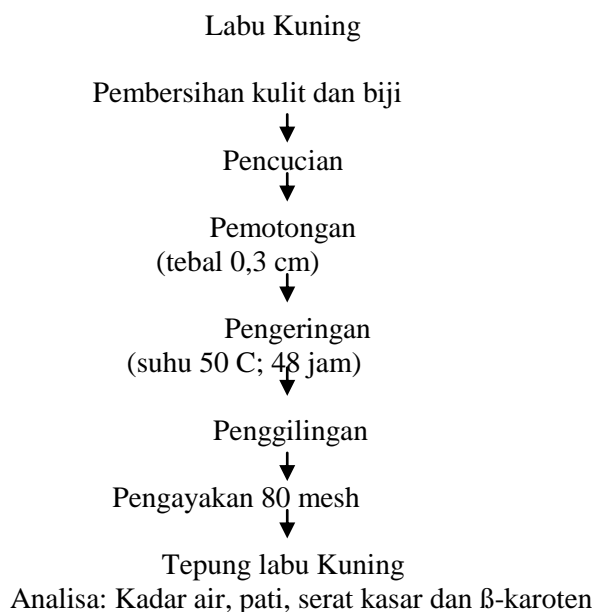 Labu Kuning
Pembersihan kulit dan biji
Pencucian
Pemotongan
(tebal 0,3 cm)
Pengeringan
(suhu 50 C; 48 jam)
Penggilingan
Pengayakan 80 mesh
Tepung labu Kuning
Analisa: Kadar air, pati, serat kasar dan ß-karoten